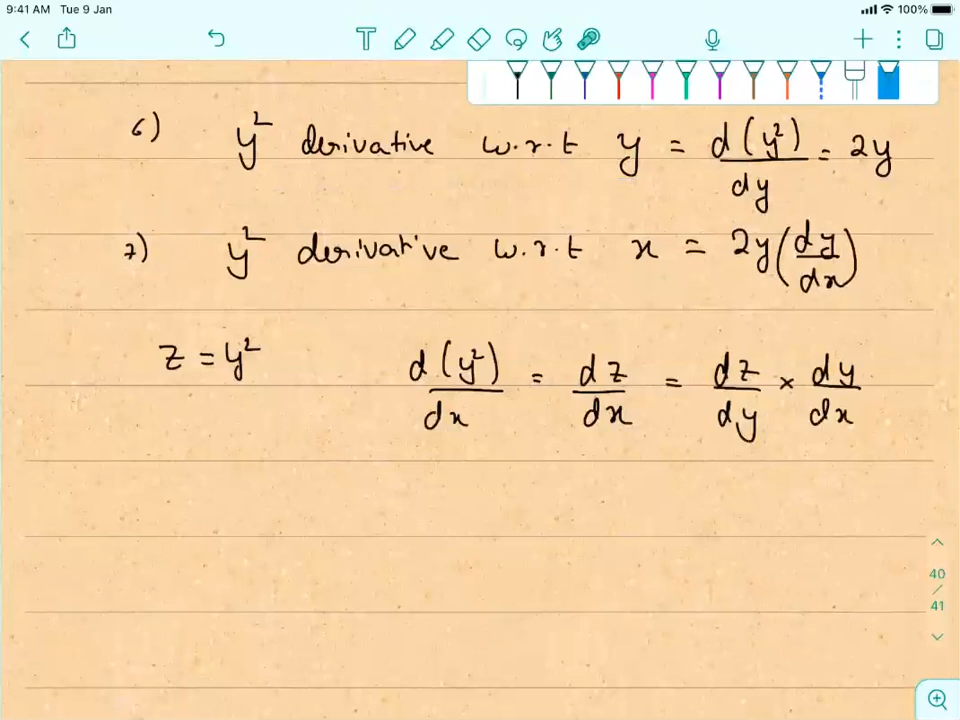 9:41 AM Tue 9 Jan 100%
T
6) y² derivative w.r.t y = d(y²)/dy = 2y
7) y² derivative w.r.t x = 2y(dy/dx)
z = y² d(y²)/dx = dz/dx = dz/dy × dy/dx
40
/
41